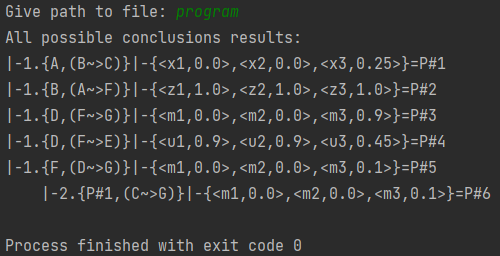 Give path to file: program
All possible conclusions results:
|-1.{A,(B~>C)}|-{<x1,0.0>,<x2,0.0>,<x3,0.25>}=P#1
|-1.{B,(A~>F)}|-{<z1,1.0>,<z2,1.0>,<z3,1.0>}=P#2
|-1.{D,(F~>G)}|-{<m1,0.0>,<m2,0.0>,<m3,0.9>}=P#3
|-1.{D,(F~>E)}|-{<u1,0.9>,<u2,0.9>,<u3,0.45>}=P#4
|-1.{F,(D~>G)}|-{<m1,0.0>,<m2,0.0>,<m3,0.1>}=P#5
    |-2.{P#1,(C~>G)}|-{<m1,0.0>,<m2,0.0>,<m3,0.1>}=P#6
Process finished with exit code 0